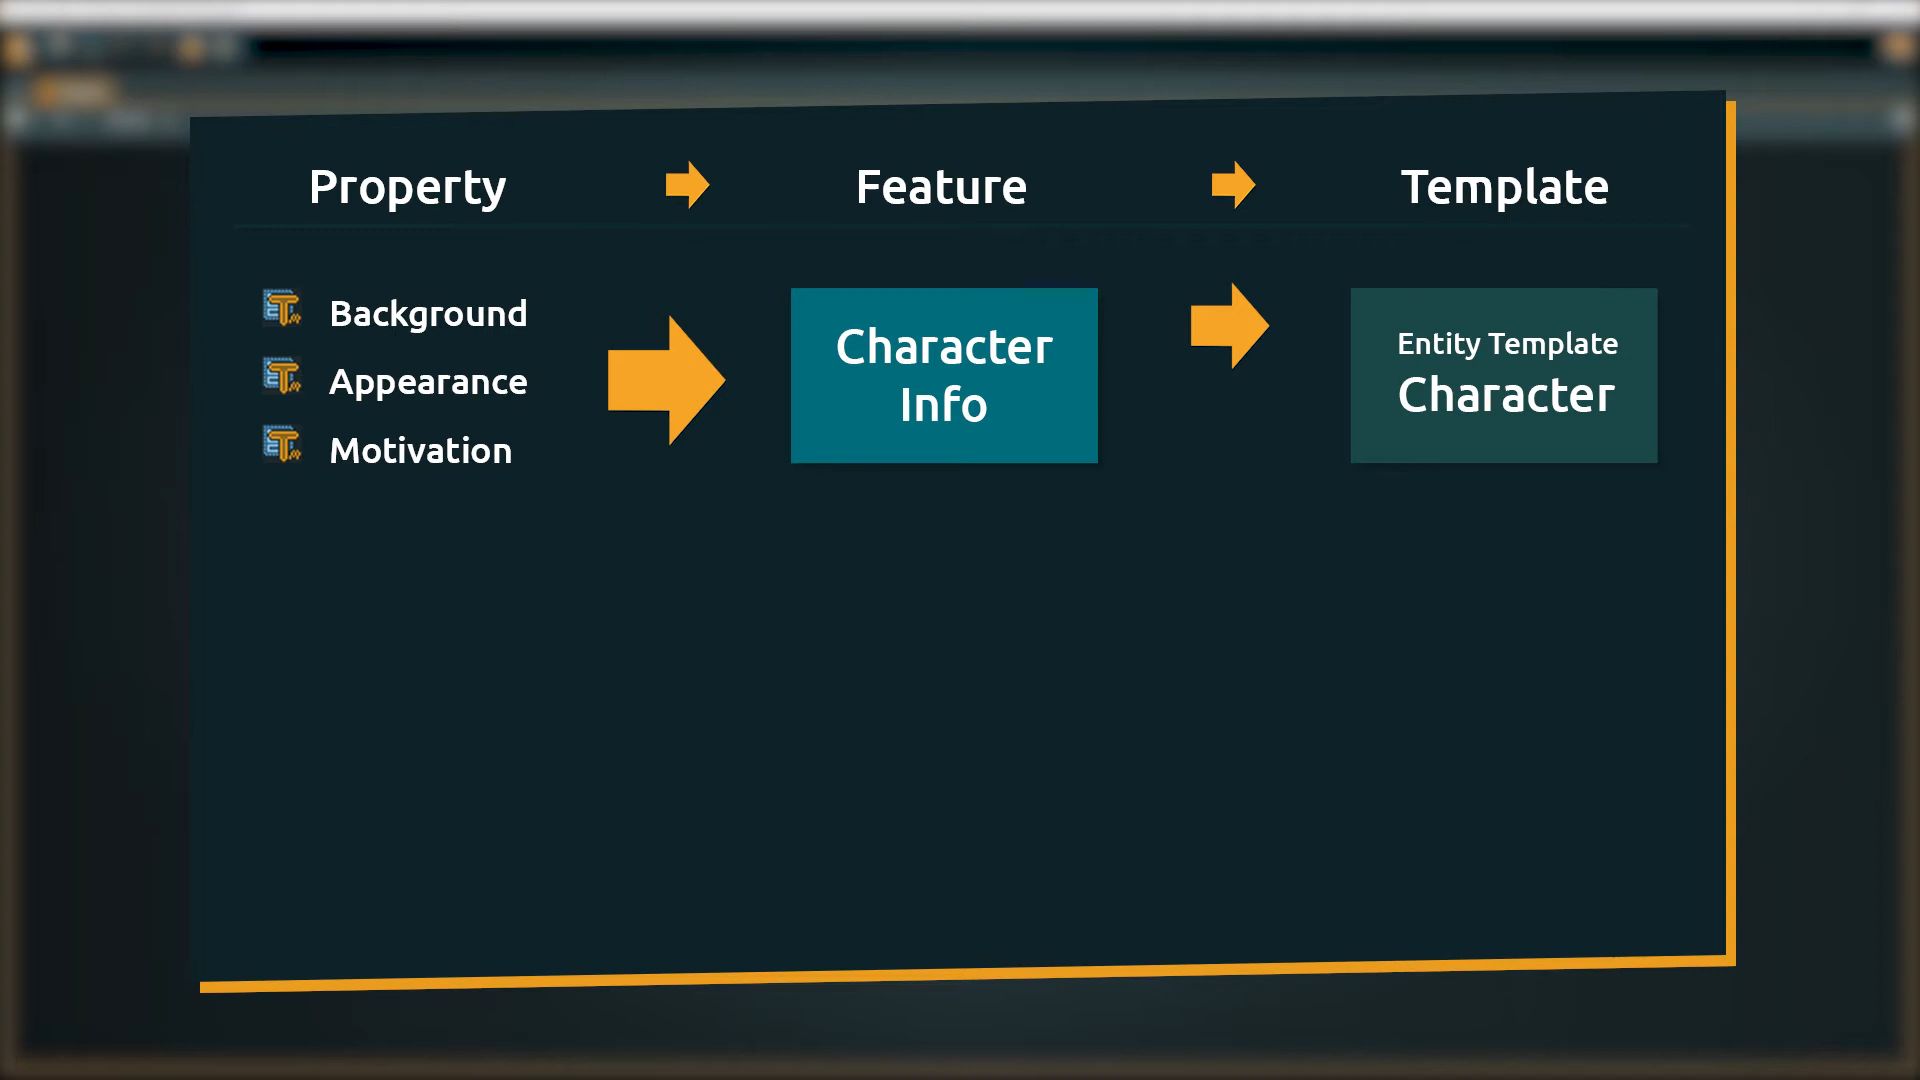 Property
Feature
Template
Background
Appearance
Motivation
Character
Info
Entity Template
Character